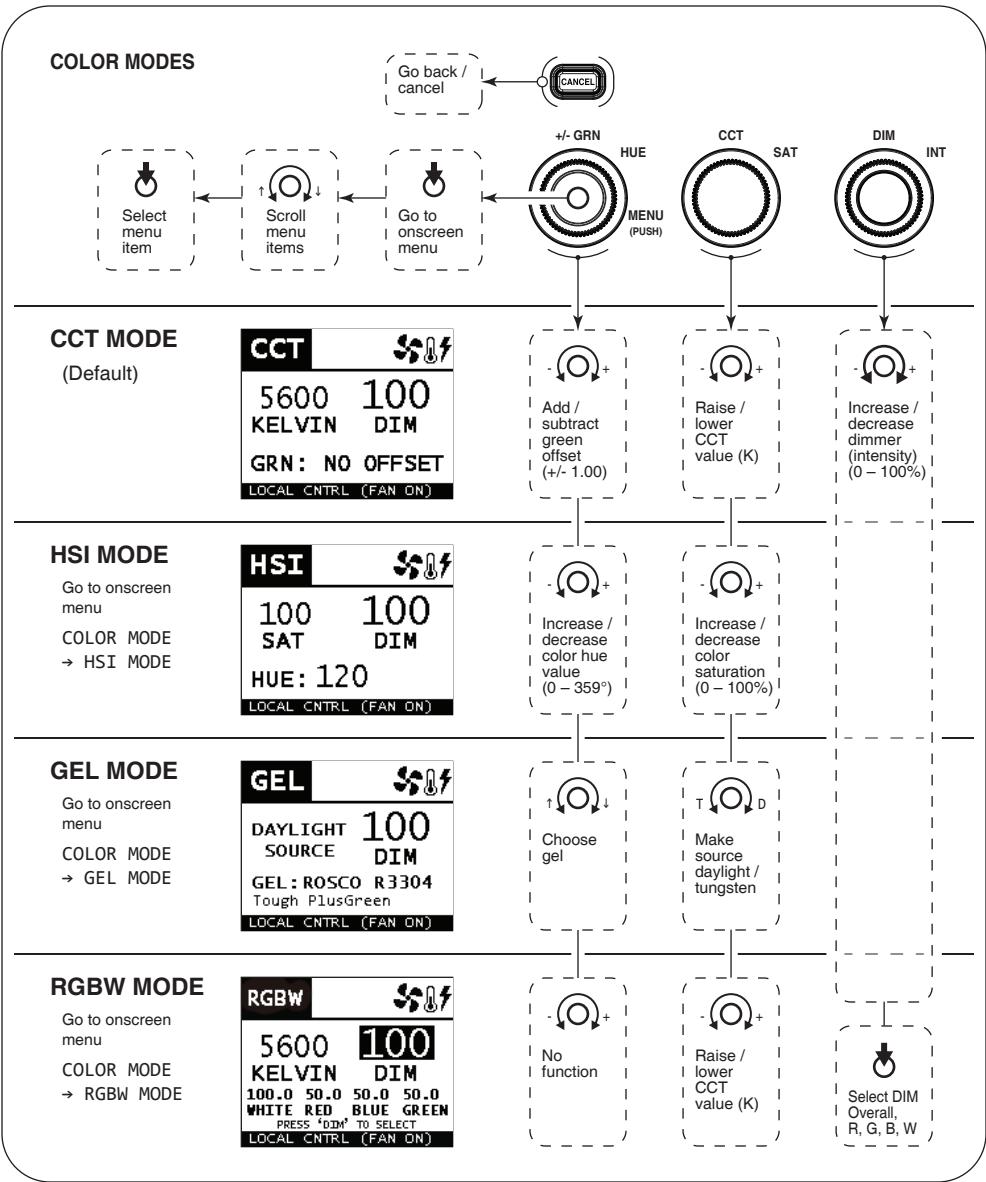 COLOR MODES
Go back /
cancel
CANCEL
+/- GRN
HUE
MENU
(PUSH)
CCT
SAT
DIM
INT
Select
menu
item
↑ ↓
Scroll
menu
items
Go to
onscreen
menu
CCT MODE
(Default)
CCT
5600 100
KELVIN DIM
GRN: NO OFFSET
LOCAL CNTRL (FAN ON)
- +
Add /
subtract
green
offset
(+/- 1.00)
- +
Raise /
lower
CCT
value (K)
- +
Increase /
decrease
dimmer
(intensity)
(0 – 100%)
HSI MODE
Go to onscreen
menu
COLOR MODE
→ HSI MODE
HSI
100 100
SAT DIM
HUE: 120
LOCAL CNTRL (FAN ON)
- +
Increase /
decrease
color hue
value
(0 – 359°)
- +
Increase /
decrease
color
saturation
(0 – 100%)
GEL MODE
Go to onscreen
menu
COLOR MODE
→ GEL MODE
GEL
DAYLIGHT 100
SOURCE DIM
GEL:ROSCO R3304
Tough PlusGreen
LOCAL CNTRL (FAN ON)
↑ ↓
Choose
gel
T D
Make
source
daylight /
tungsten
RGBW MODE
Go to onscreen
menu
COLOR MODE
→ RGBW MODE
RGBW
5600 100
KELVIN DIM
100.0 50.0 50.0 50.0
WHITE RED BLUE GREEN
PRESS 'DIM' TO SELECT
LOCAL CNTRL (FAN ON)
- +
No
function
- +
Raise /
lower
CCT
value (K)
Select DIM
Overall,
R, G, B, W